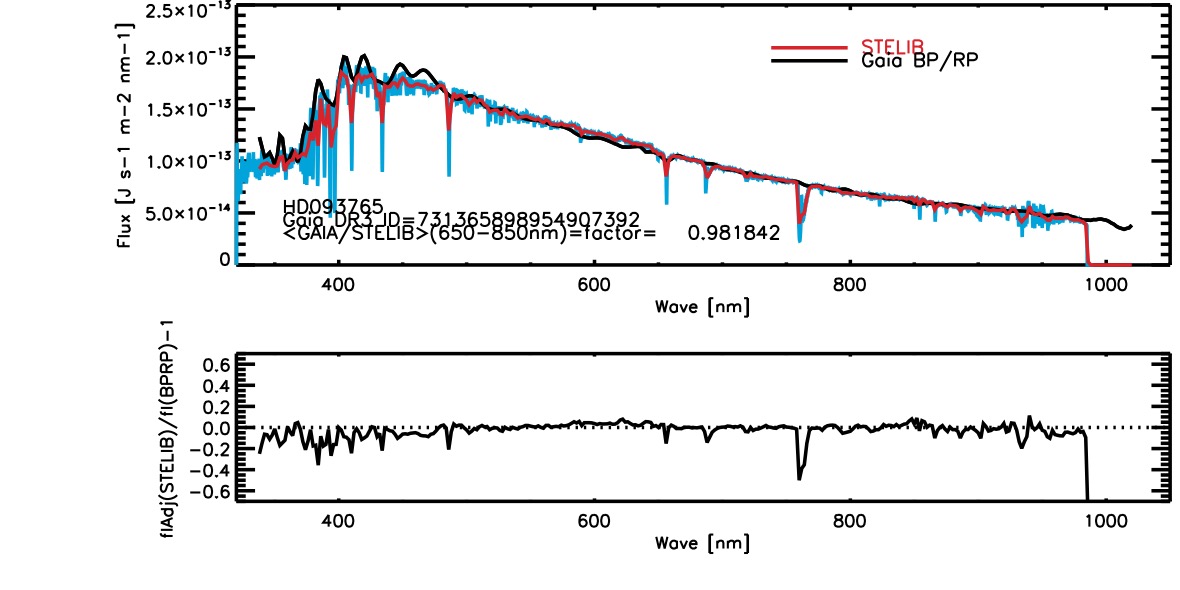 2.5×10−13
2.0×10−13
1.5×10−13
1.0×10−13
5.0×10−14
0
Flux [J s−1 m−2 nm−1]
STELIB
Gaia BP/RP
HD093765
Gaia DR3 ID=731365898954907392
<GAIA/STELIB>(650−850nm)=factor= 0.981842
400 600 800 1000
Wave [nm]
flAdj(STELIB)/fl(BPRP)−1
0.6
0.4
0.2
0.0
−0.2
−0.4
−0.6
400 600 800 1000
Wave [nm]